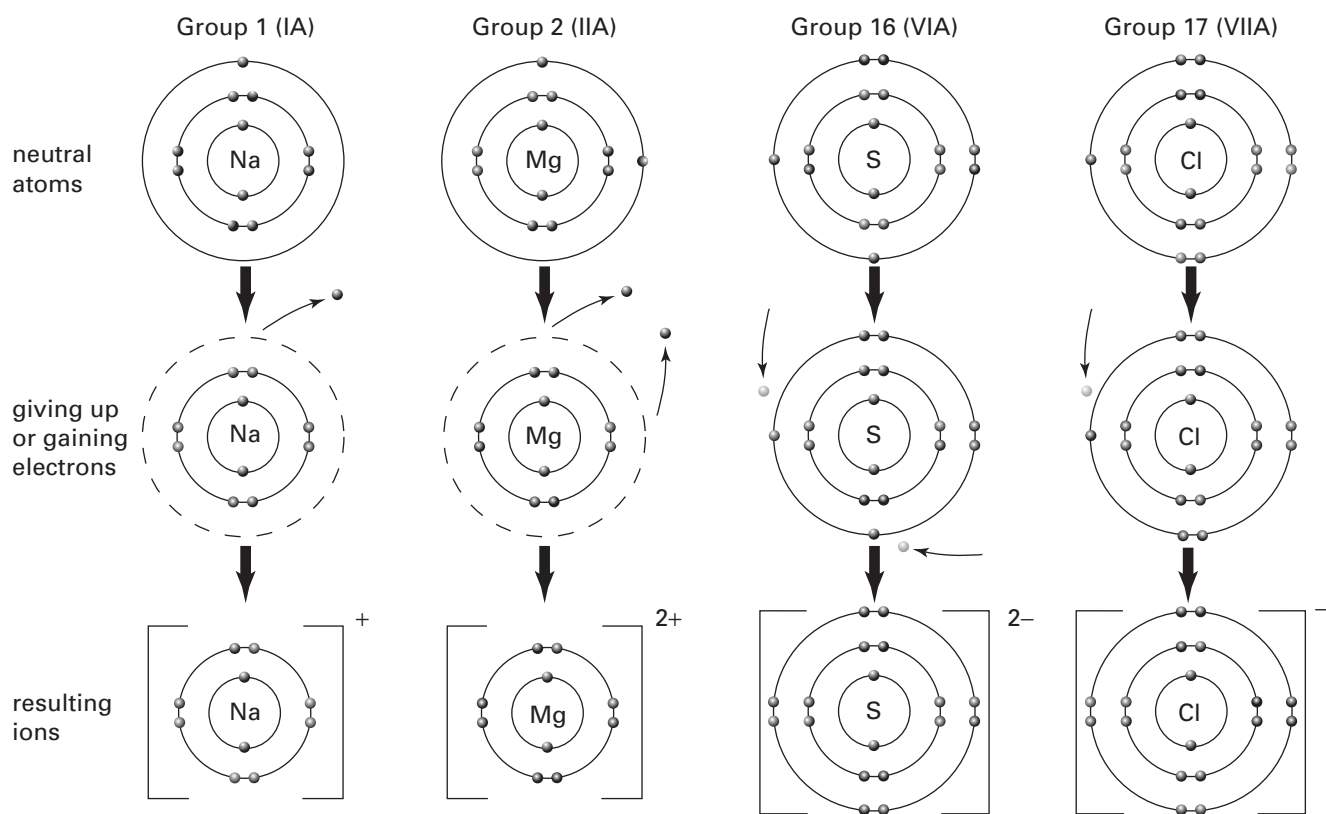 Group 1 (IA)
Group 2 (IIA)
Group 16 (VIA)
Group 17 (VIIA)
neutral
atoms
Na
Mg
S
Cl
giving up
or gaining
electrons
Na
Mg
S
Cl
resulting
ions
Na
+
Mg
2+
S
2–
Cl
–